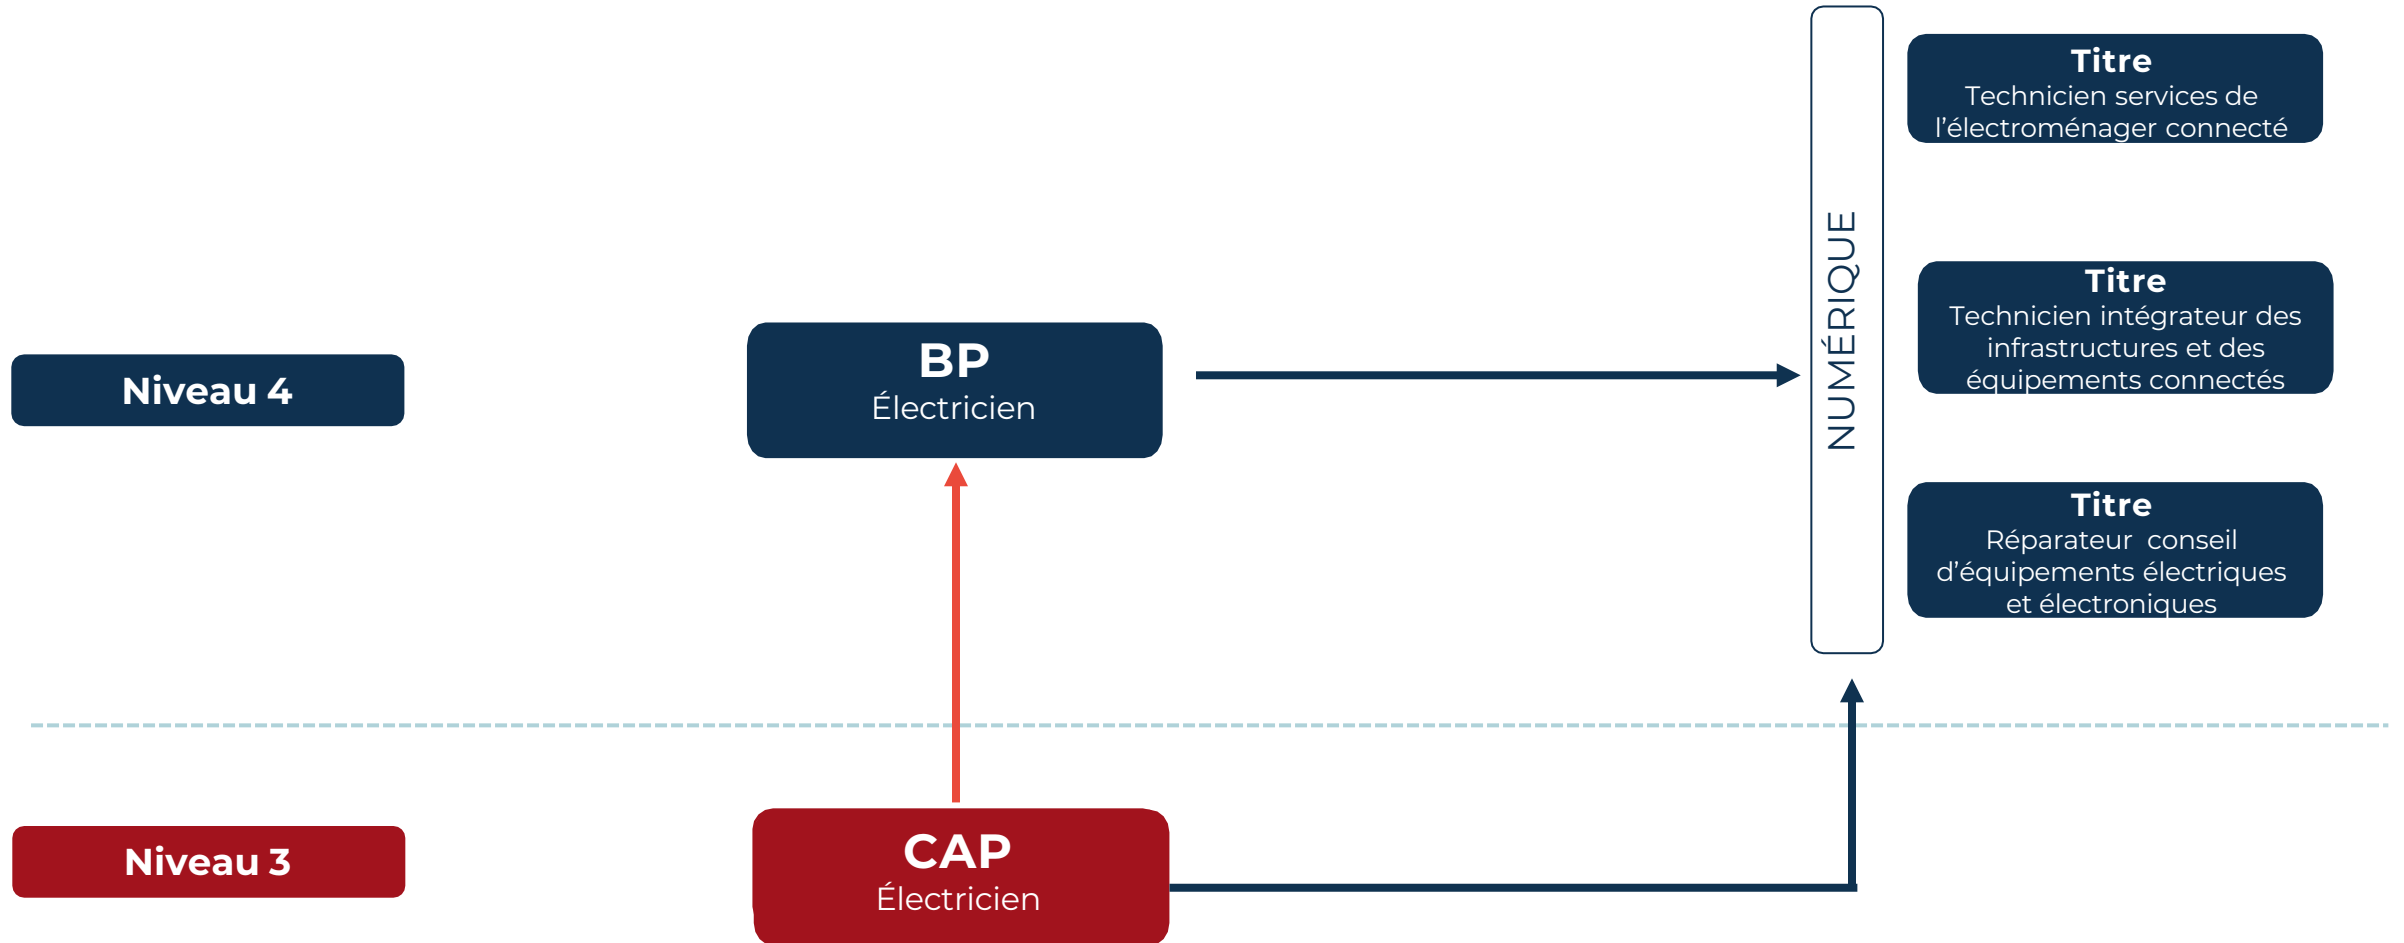 Titre
Technicien services de
l’électroménager connecté
NUMÉRIQUE
Titre
Technicien intégrateur des
infrastructures et des
équipements connectés
Niveau 4
BP
Électricien
Titre
Réparateur conseil
d’équipements électriques
et électroniques
Niveau 3
CAP
Électricien